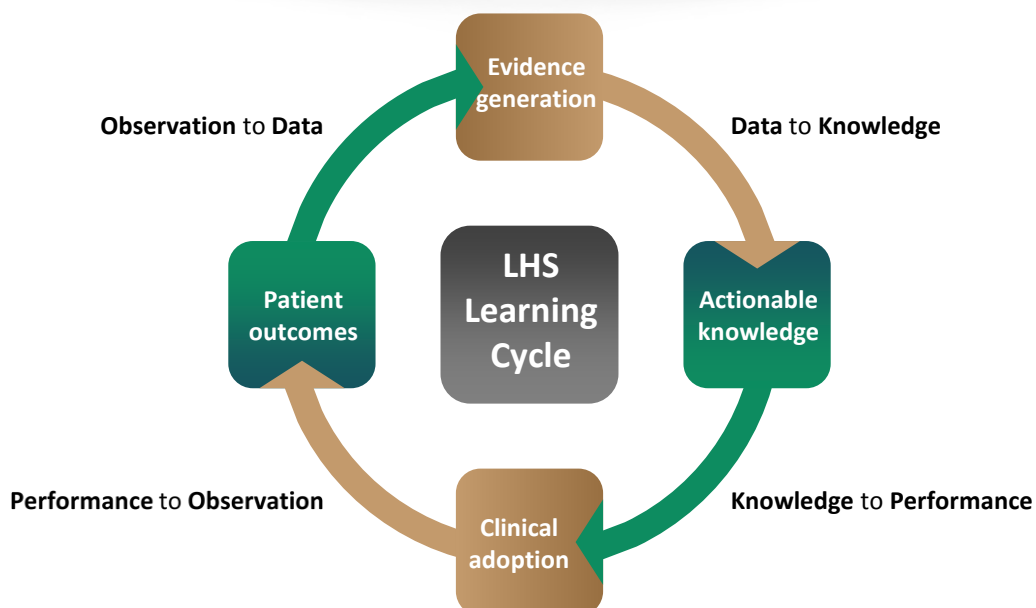 Evidence
generation
Observation to Data
Data to Knowledge
LHS
Learning
Cycle
Patient
outcomes
Actionable
knowledge
Performance to Observation
Knowledge to Performance
Clinical
adoption